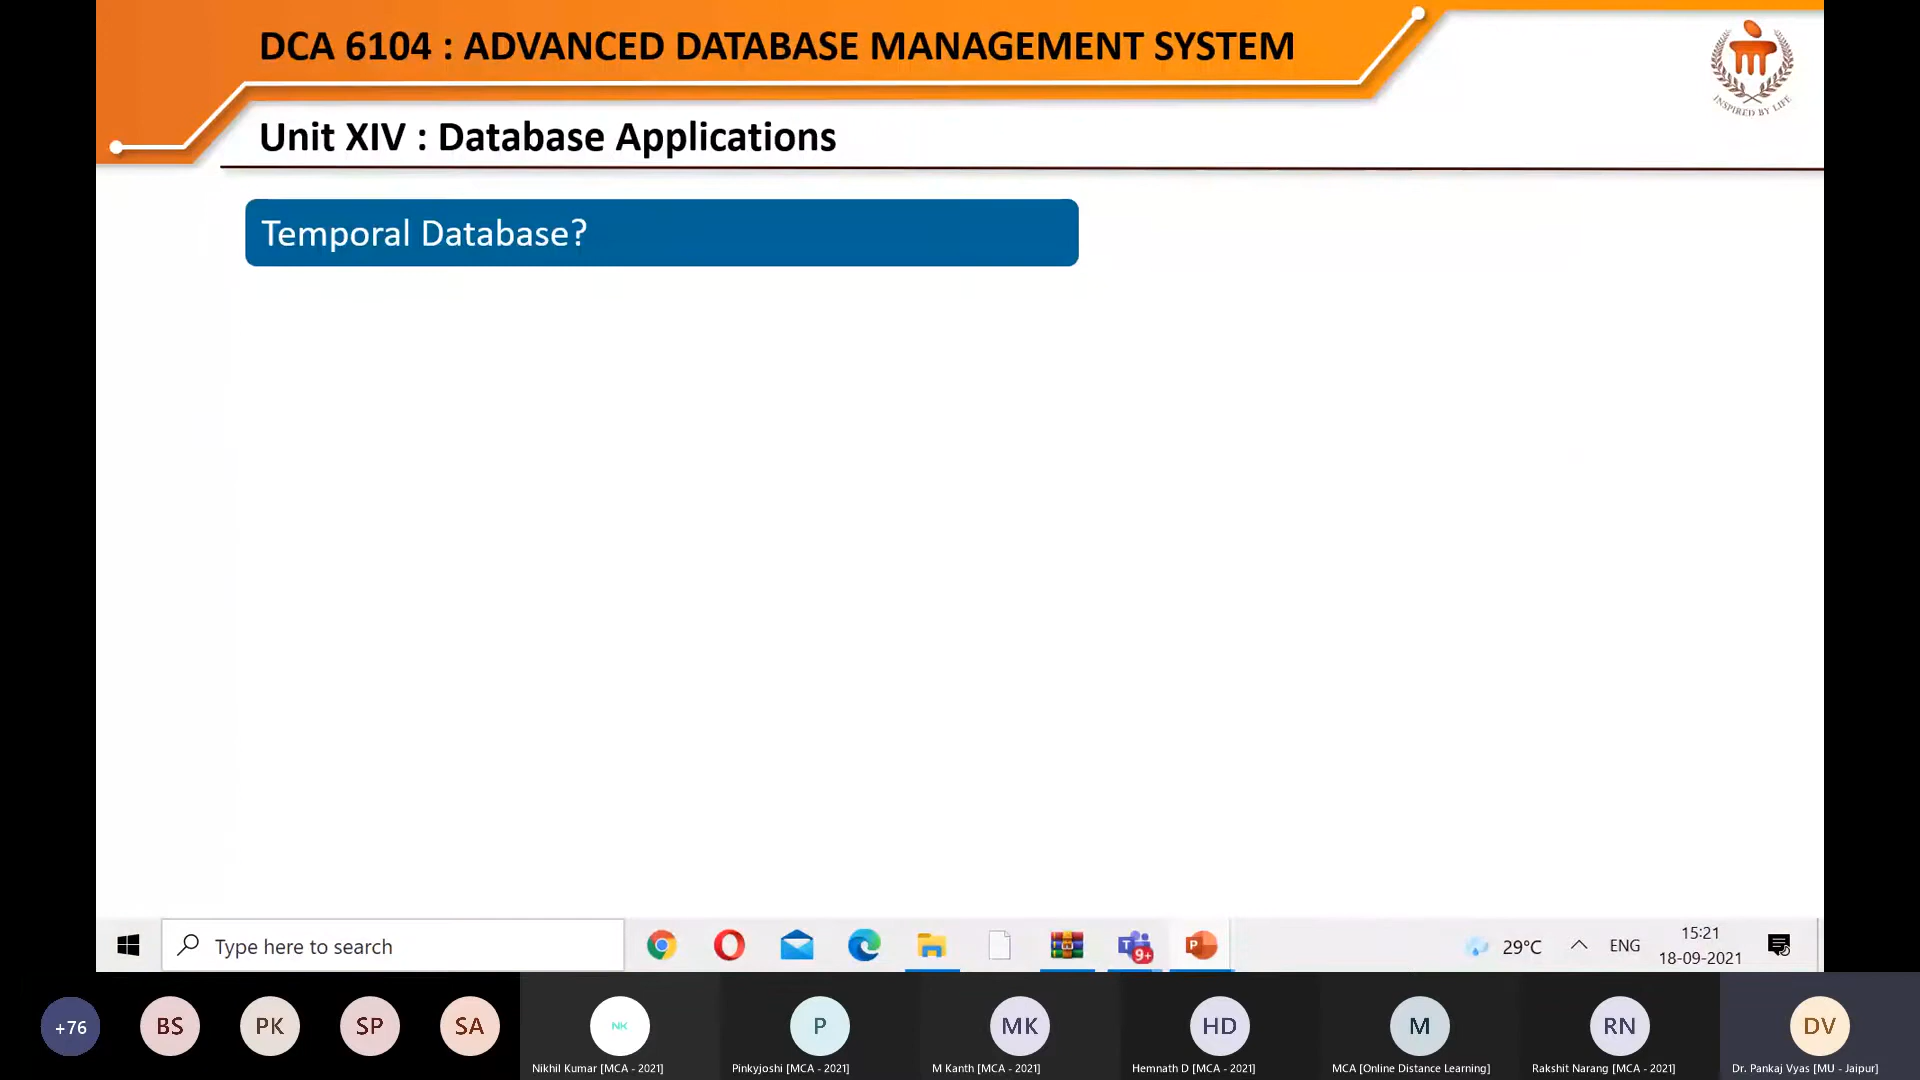 DCA 6104 : ADVANCED DATABASE MANAGEMENT SYSTEM
INSPIRED BY LIFE
Unit XIV : Database Applications
Temporal Database?
Type here to search
9+
29°C
ENG
15:21
18-09-2021
+76
BS
PK
SP
SA
NK
P
MK
HD
M
RN
DV
Nikhil Kumar [MCA - 2021]
Pinkyjoshi [MCA - 2021]
M Kanth [MCA - 2021]
Hemnath D [MCA - 2021]
MCA [Online Distance Learning]
Rakshit Narang [MCA - 2021]
Dr. Pankaj Vyas [MU - Jaipur]